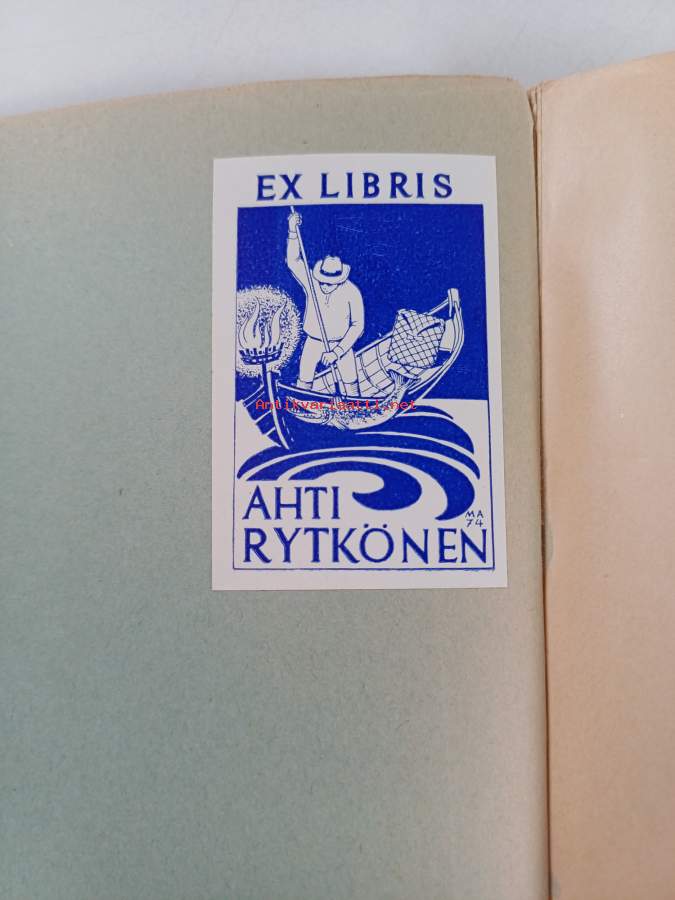 EX LIBRIS
Antikvariaatti.net
AHTI
MA
74
RYTKÖNEN